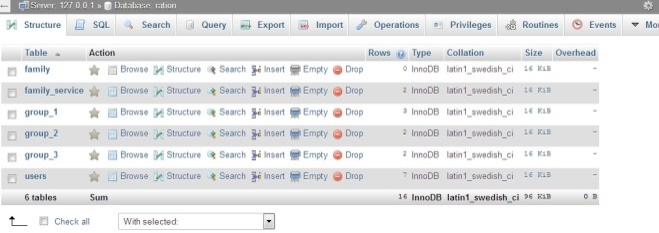 Server: 127.0.0.1 » Database: ration
Structure SQL Search Query Export Import Operations Privileges Routines Events Mo
Table Action Rows Type Collation Size Overhead
family Browse Structure Search Insert Empty Drop 0 InnoDB latin1_swedish_ci 16 KiB -
family_service Browse Structure Search Insert Empty Drop 2 InnoDB latin1_swedish_ci 16 KiB -
group_1 Browse Structure Search Insert Empty Drop 3 InnoDB latin1_swedish_ci 16 KiB -
group_2 Browse Structure Search Insert Empty Drop 2 InnoDB latin1_swedish_ci 16 KiB -
group_3 Browse Structure Search Insert Empty Drop 2 InnoDB latin1_swedish_ci 16 KiB -
users Browse Structure Search Insert Empty Drop 7 InnoDB latin1_swedish_ci 16 KiB -
6 tables Sum 16 InnoDB latin1_swedish_ci 96 KiB 0 B
Check all With selected: